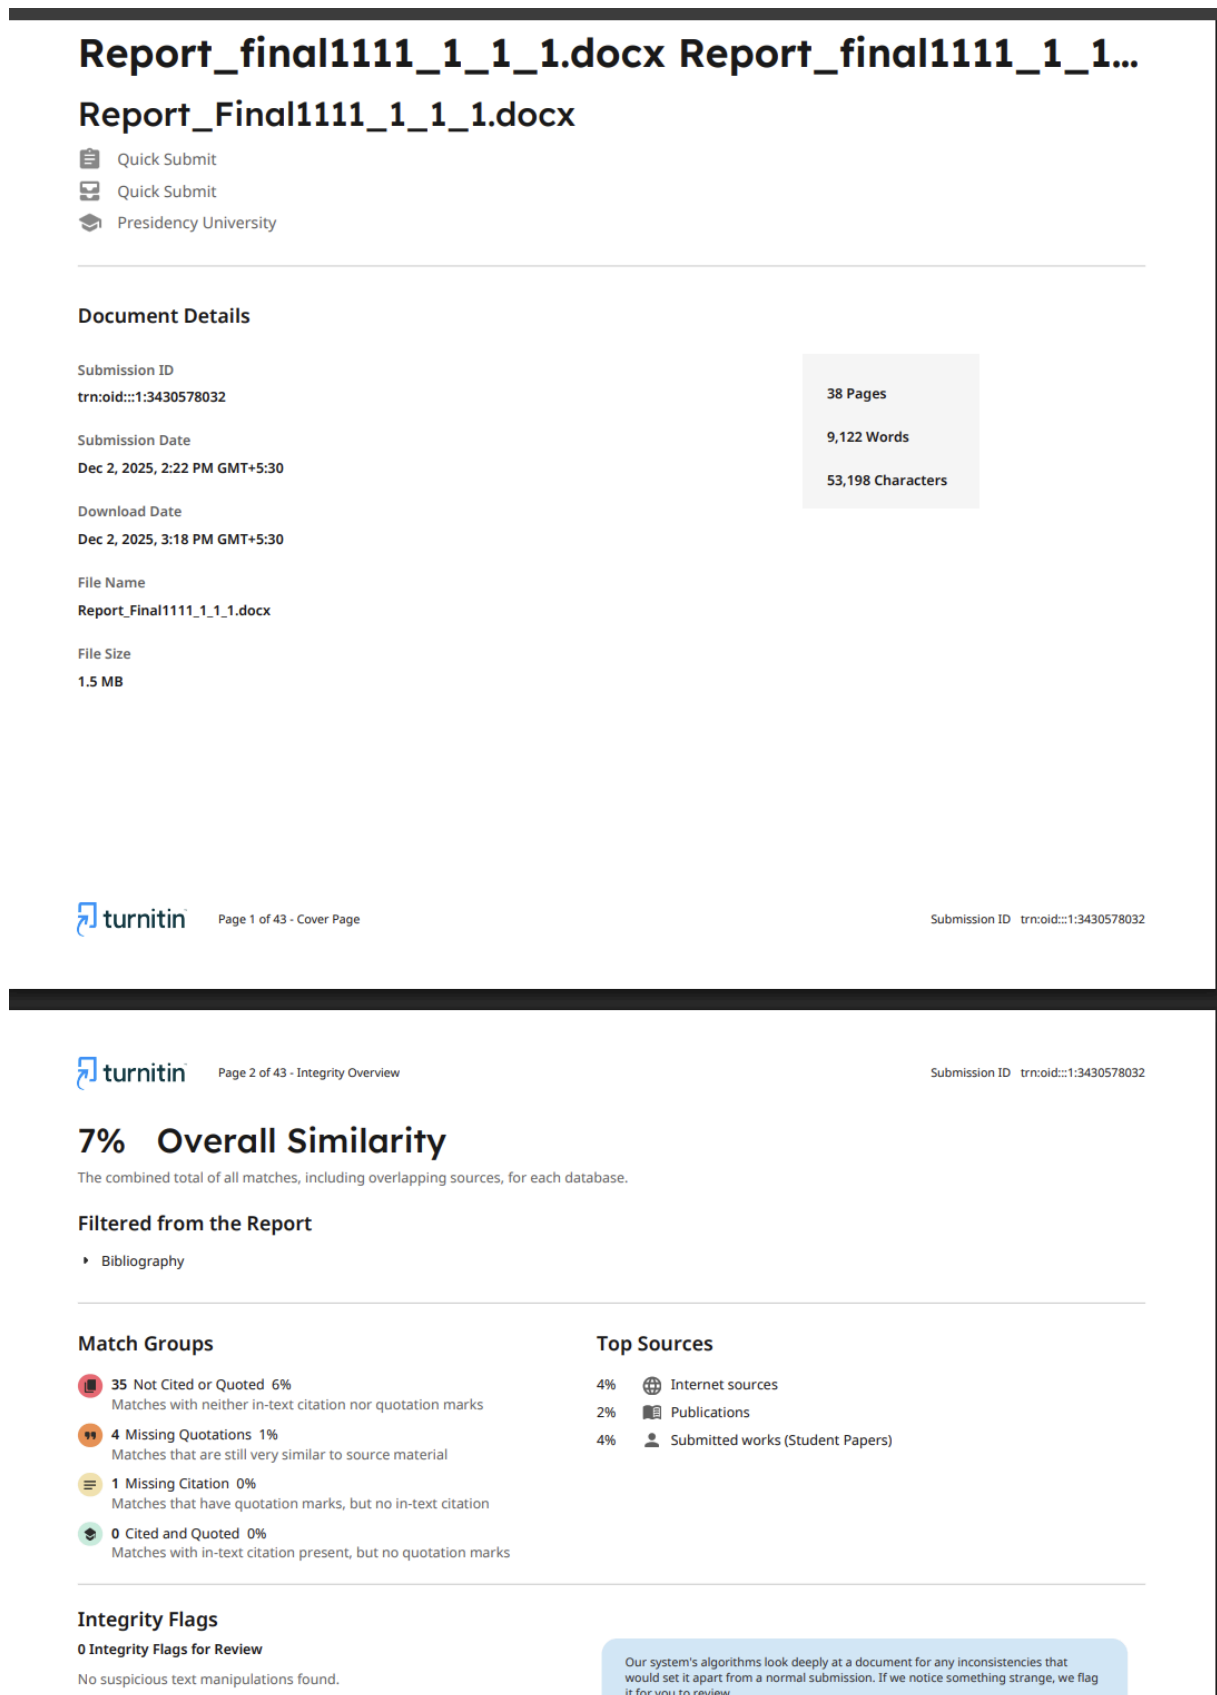 Report_final1111_1_1_1.docx Report_final1111_1_1...
Report_Final1111_1_1_1.docx
Quick Submit
Quick Submit
Presidency University
Document Details
Submission ID
trn:oid:::1:3430578032
Submission Date
Dec 2, 2025, 2:22 PM GMT+5:30
Download Date
Dec 2, 2025, 3:18 PM GMT+5:30
File Name
Report_Final1111_1_1_1.docx
File Size
1.5 MB
38 Pages
9,122 Words
53,198 Characters
turnitin Page 1 of 43 - Cover Page Submission ID trn:oid:::1:3430578032
turnitin Page 2 of 43 - Integrity Overview Submission ID trn:oid:::1:3430578032
7% Overall Similarity
The combined total of all matches, including overlapping sources, for each database.
Filtered from the Report
Bibliography
Match Groups
35 Not Cited or Quoted 6%
Matches with neither in-text citation nor quotation marks
4 Missing Quotations 1%
Matches that are still very similar to source material
1 Missing Citation 0%
Matches that have quotation marks, but no in-text citation
0 Cited and Quoted 0%
Matches with in-text citation present, but no quotation marks
Top Sources
4% Internet sources
2% Publications
4% Submitted works (Student Papers)
Integrity Flags
0 Integrity Flags for Review
No suspicious text manipulations found.
Our system's algorithms look deeply at a document for any inconsistencies that
would set it apart from a normal submission. If we notice something strange, we flag
it for you to review.